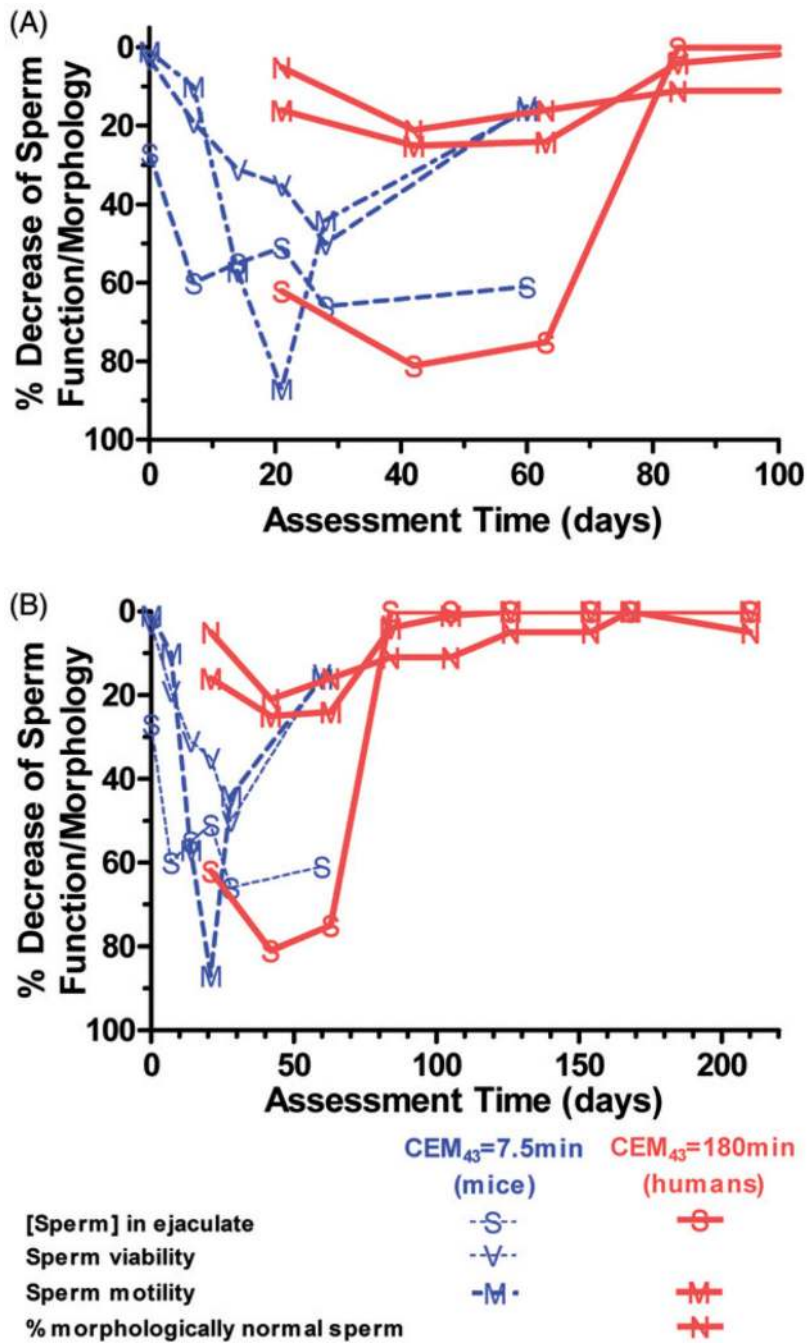 (A)
% Decrease of Sperm
Function/Morphology
0
20
40
60
80
100
0 20 40 60 80 100
Assessment Time (days)
(B)
% Decrease of Sperm
Function/Morphology
0
20
40
60
80
100
0 50 100 150 200
Assessment Time (days)
CEM₄₃=7.5min CEM₄₃=180min
(mice) (humans)
[Sperm] in ejaculate S S
Sperm viability V
Sperm motility M M
% morphologically normal sperm N